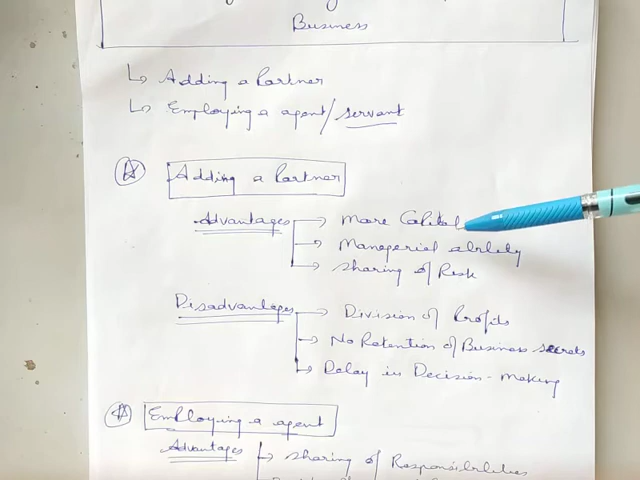 Business
↳ Adding a Partner
↳ Employing a agent/servant
Adding a Partner
Advantages → More Capital
→ Managerial ability
→ Sharing of Risk
Disadvantages → Division of Profits
→ No Retention of Business secrets
→ Delay in Decision-making
Employing a agent
Advantages → Sharing of Responsibilities